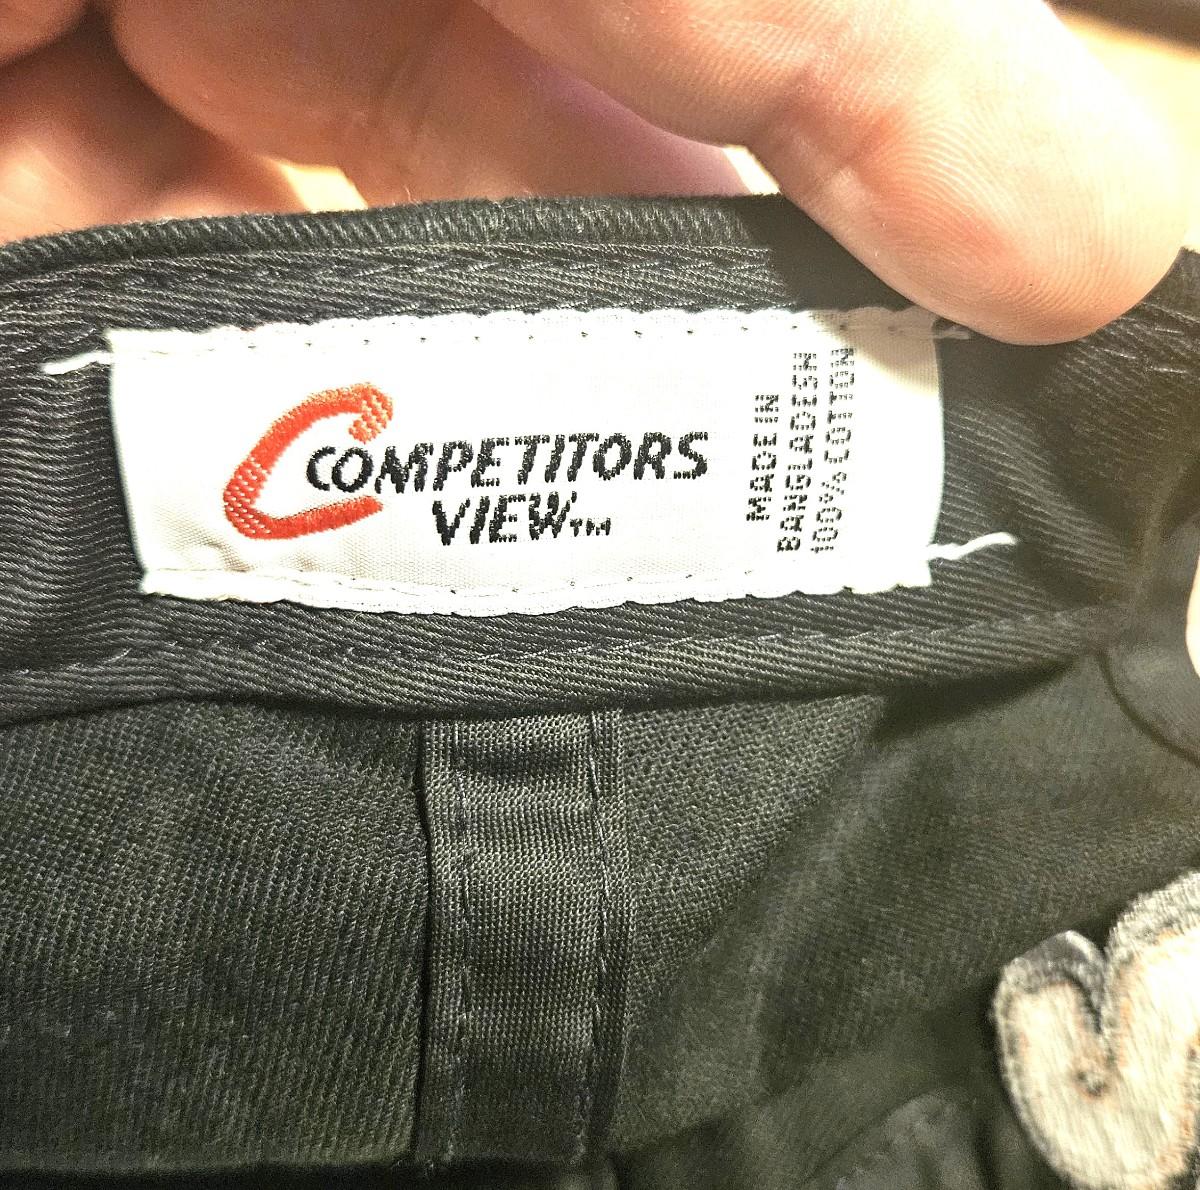 COMPETITORS
VIEW™
MADE IN
BANGLADESH
100% COTTON